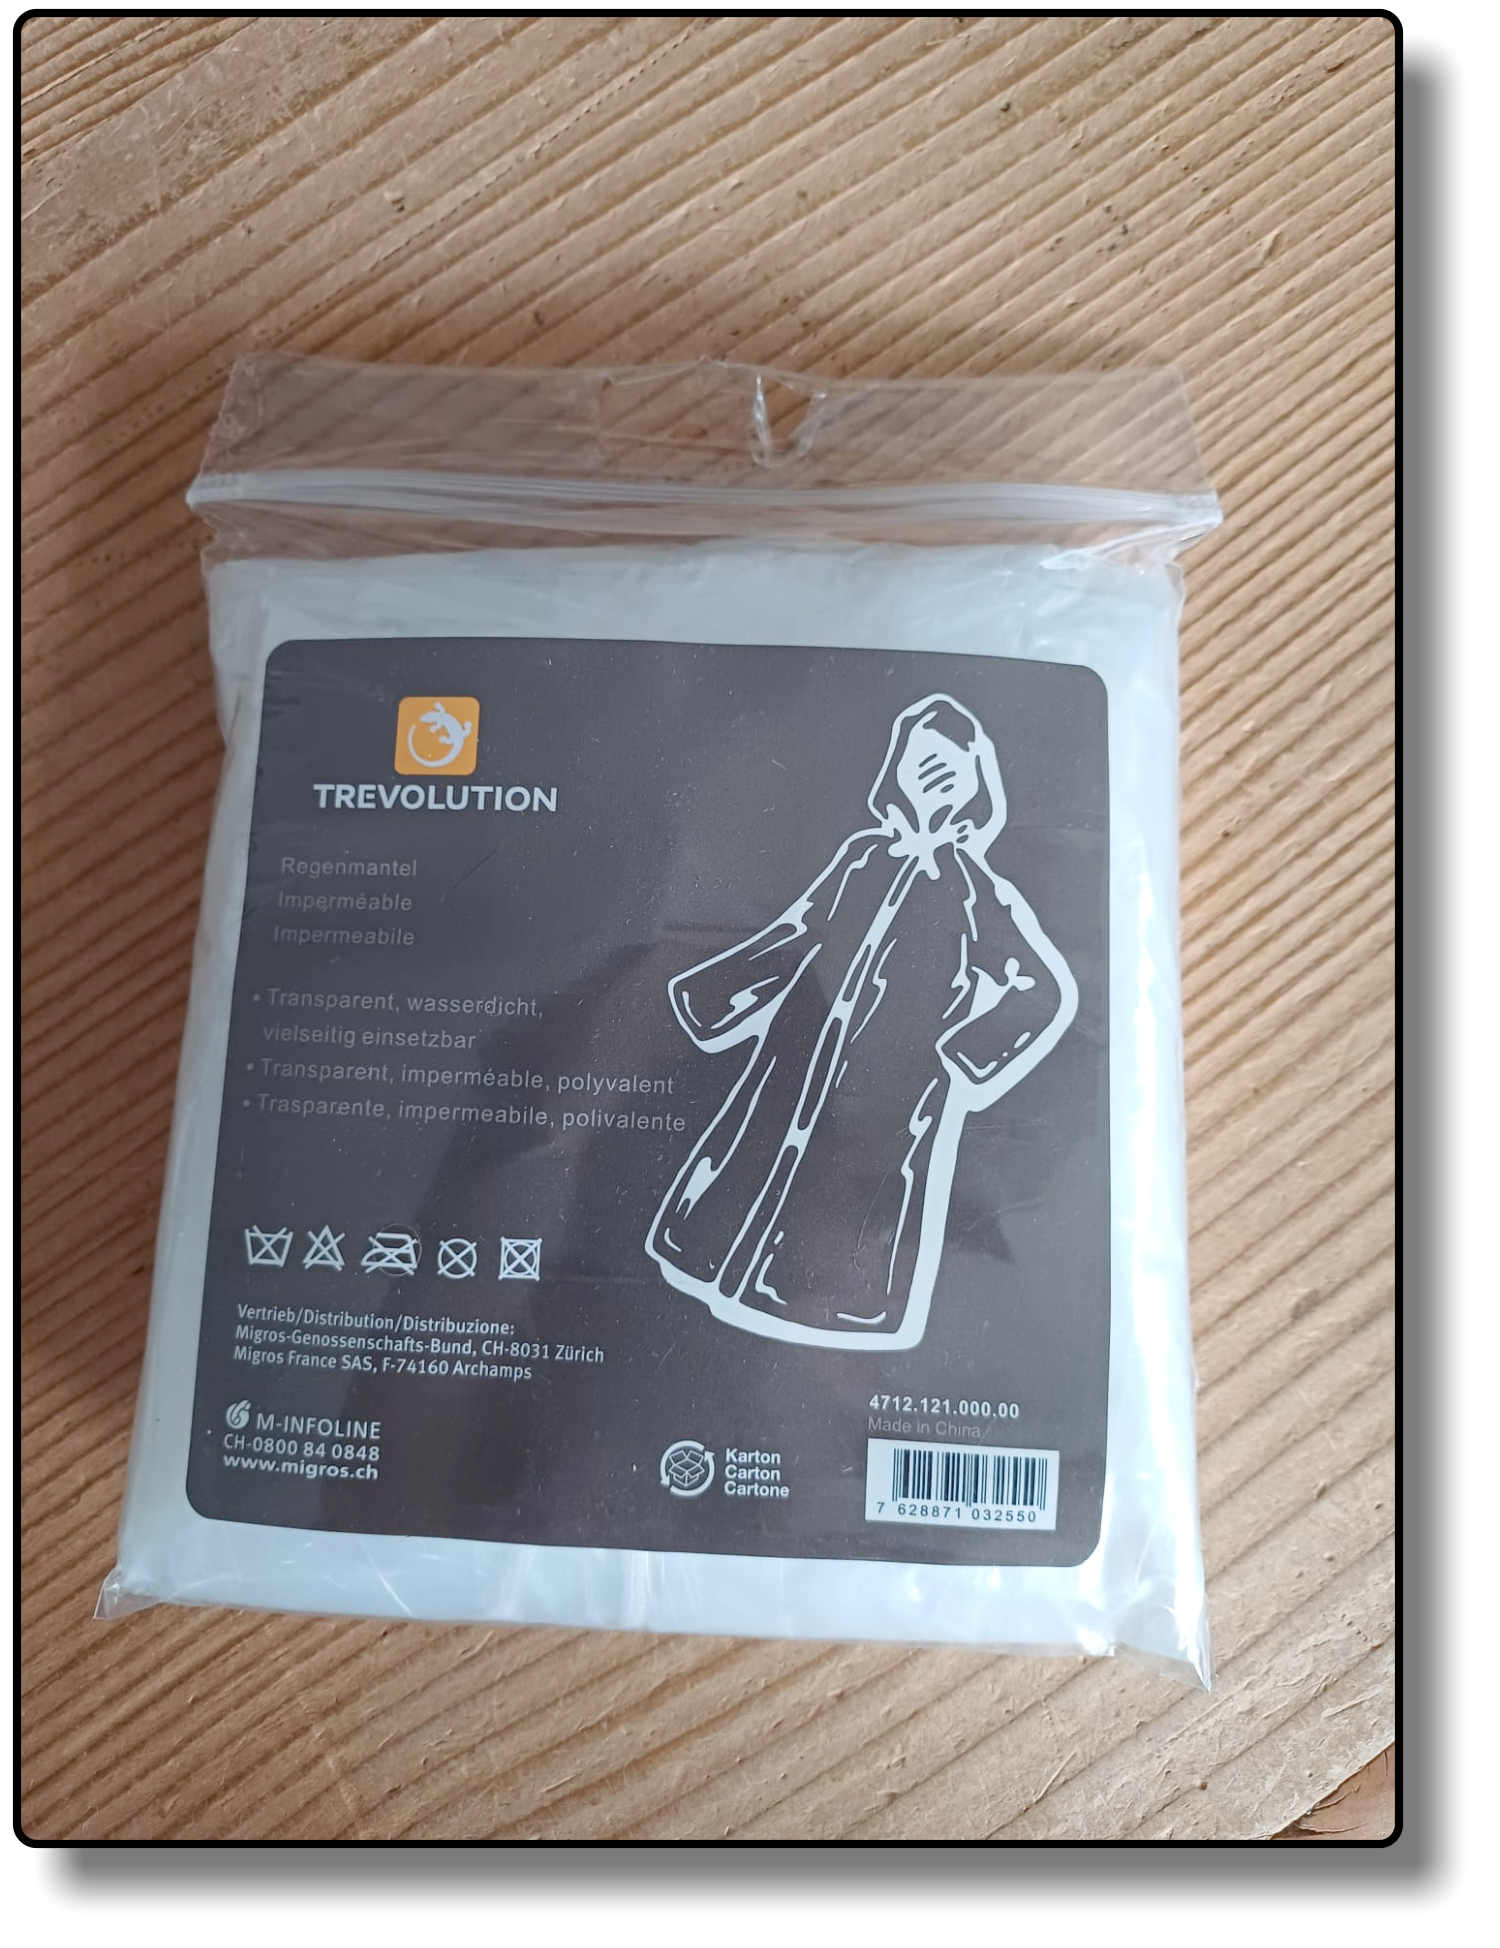 TREVOLUTION
Regenmantel
Imperméable
Impermeabile
• Transparent, wasserdicht,
vielseitig einsetzbar
• Transparent, imperméable, polyvalent
• Trasparente, impermeabile, polivalente
Vertrieb/Distribution/Distribuzione:
Migros-Genossenschafts-Bund, CH-8031 Zürich
Migros France SAS, F-74160 Archamps
M-INFOLINE
CH-0800 84 0848
www.migros.ch
Karton
Carton
Cartone
4712.121.000.00
Made in China
7 628871 032550